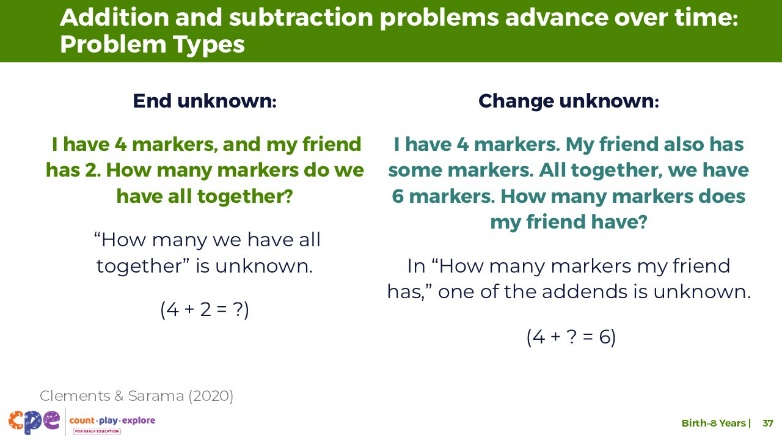 Addition and subtraction problems advance over time:
Problem Types
End unknown:
I have 4 markers, and my friend
has 2. How many markers do we
have all together?
“How many we have all
together” is unknown.
(4 + 2 = ?)
Change unknown:
I have 4 markers. My friend also has
some markers. All together, we have
6 markers. How many markers does
my friend have?
In “How many markers my friend
has,” one of the addends is unknown.
(4 + ? = 6)
Clements & Sarama (2020)
cpe
count·play·explore
FOR EARLY EDUCATION
Birth–8 Years | 37